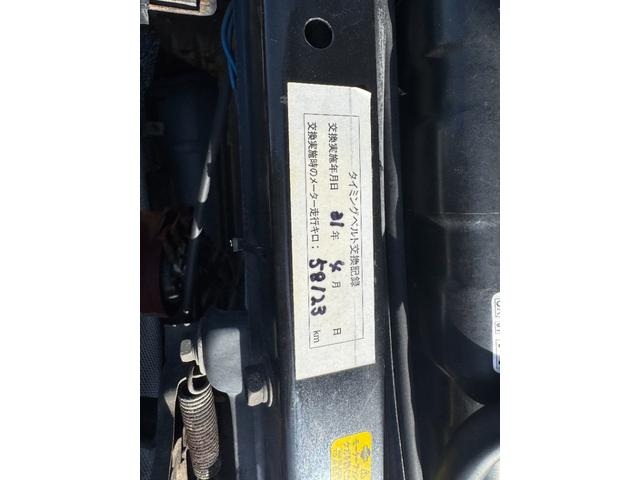 タイミングベルト交換記録
交換実施年月日 21年 4月 日
交換実施時のメーター走行キロ： 58123 km